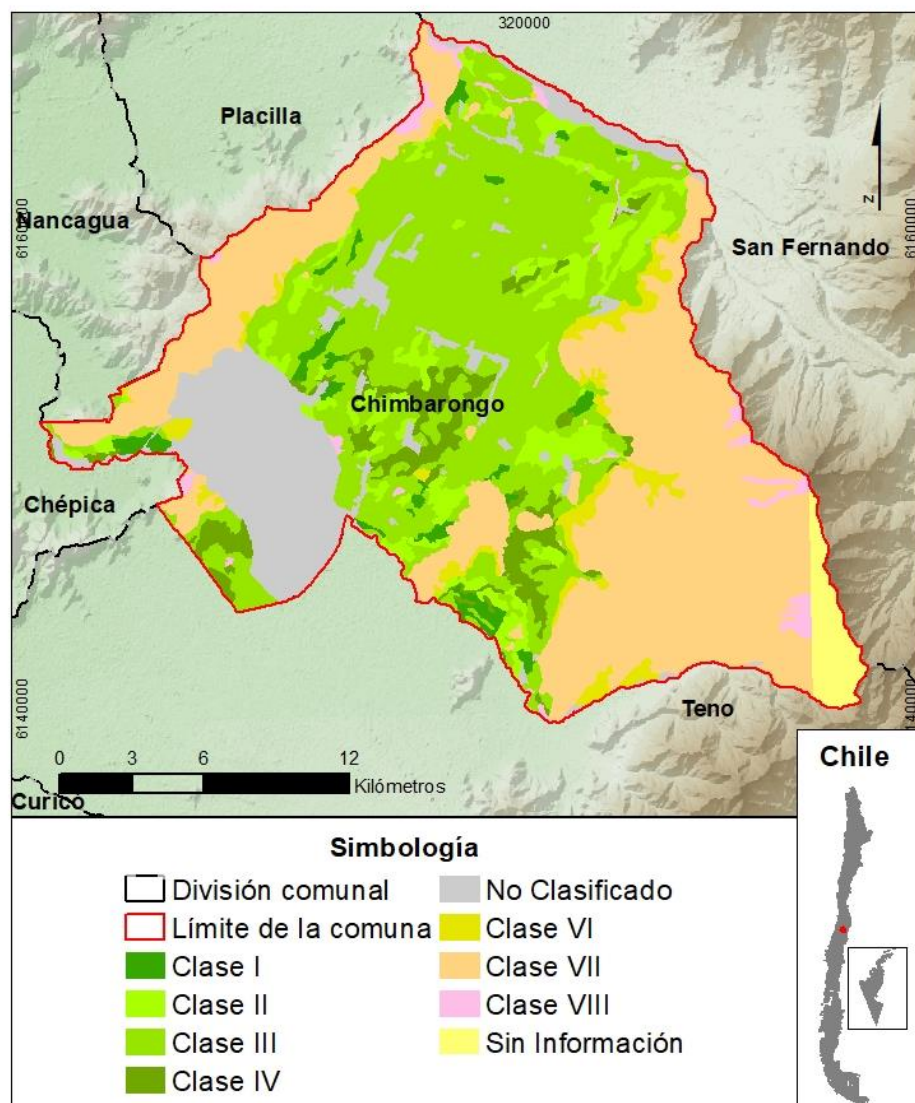 320000
Placilla
Nancagua
6160000
6160000
San Fernando
N
Chimbarongo
Chépica
6140000
6140000
Teno
0 3 6 12
Kilómetros
Curicó
Chile
Simbología
División comunal
No Clasificado
Límite de la comuna
Clase VI
Clase I
Clase VII
Clase II
Clase VIII
Clase III
Sin Información
Clase IV